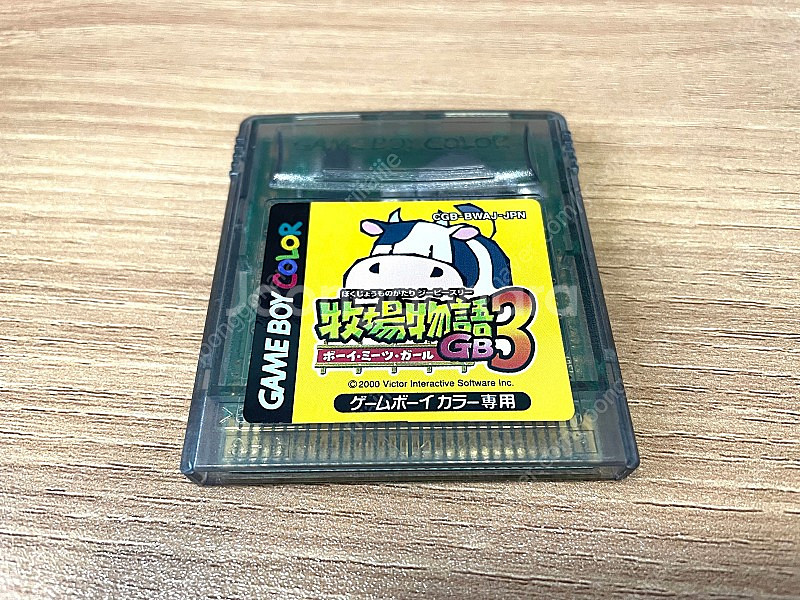 GAME BOY COLOR
GAME BOY COLOR
CGB-BWAJ-JPN
ぼくじょうものがたり ジービースリー
牧場物語
GB3
ボーイ・ミーツ・ガール
© 2000 Victor Interactive Software Inc.
ゲームボーイカラー専用